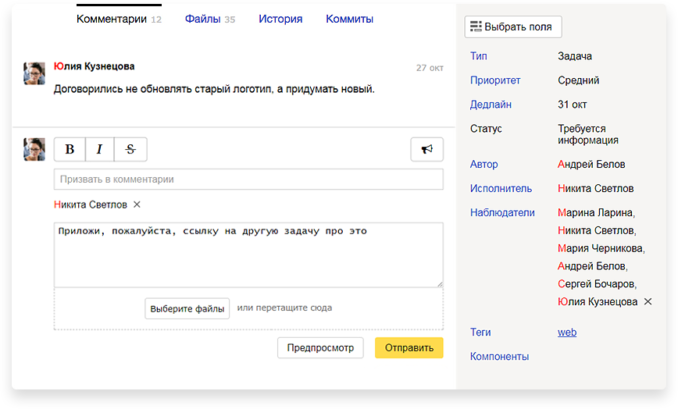 Комментарии 12 Файлы 35 История Коммиты
Юлия Кузнецова 27 окт
Договорились не обновлять старый логотип, а придумать новый.
B I S
Призвать в комментарии
Никита Светлов ×
Приложи, пожалуйста, ссылку на другую задачу про это
Выберите файлы или перетащите сюда
Предпросмотр Отправить
Выбрать поля
Тип Задача
Приоритет Средний
Дедлайн 31 окт
Статус Требуется
информация
Автор Андрей Белов
Исполнитель Никита Светлов
Наблюдатели Марина Ларина,
Никита Светлов,
Мария Черникова,
Андрей Белов,
Сергей Бочаров,
Юлия Кузнецова ×
Теги web
Компоненты